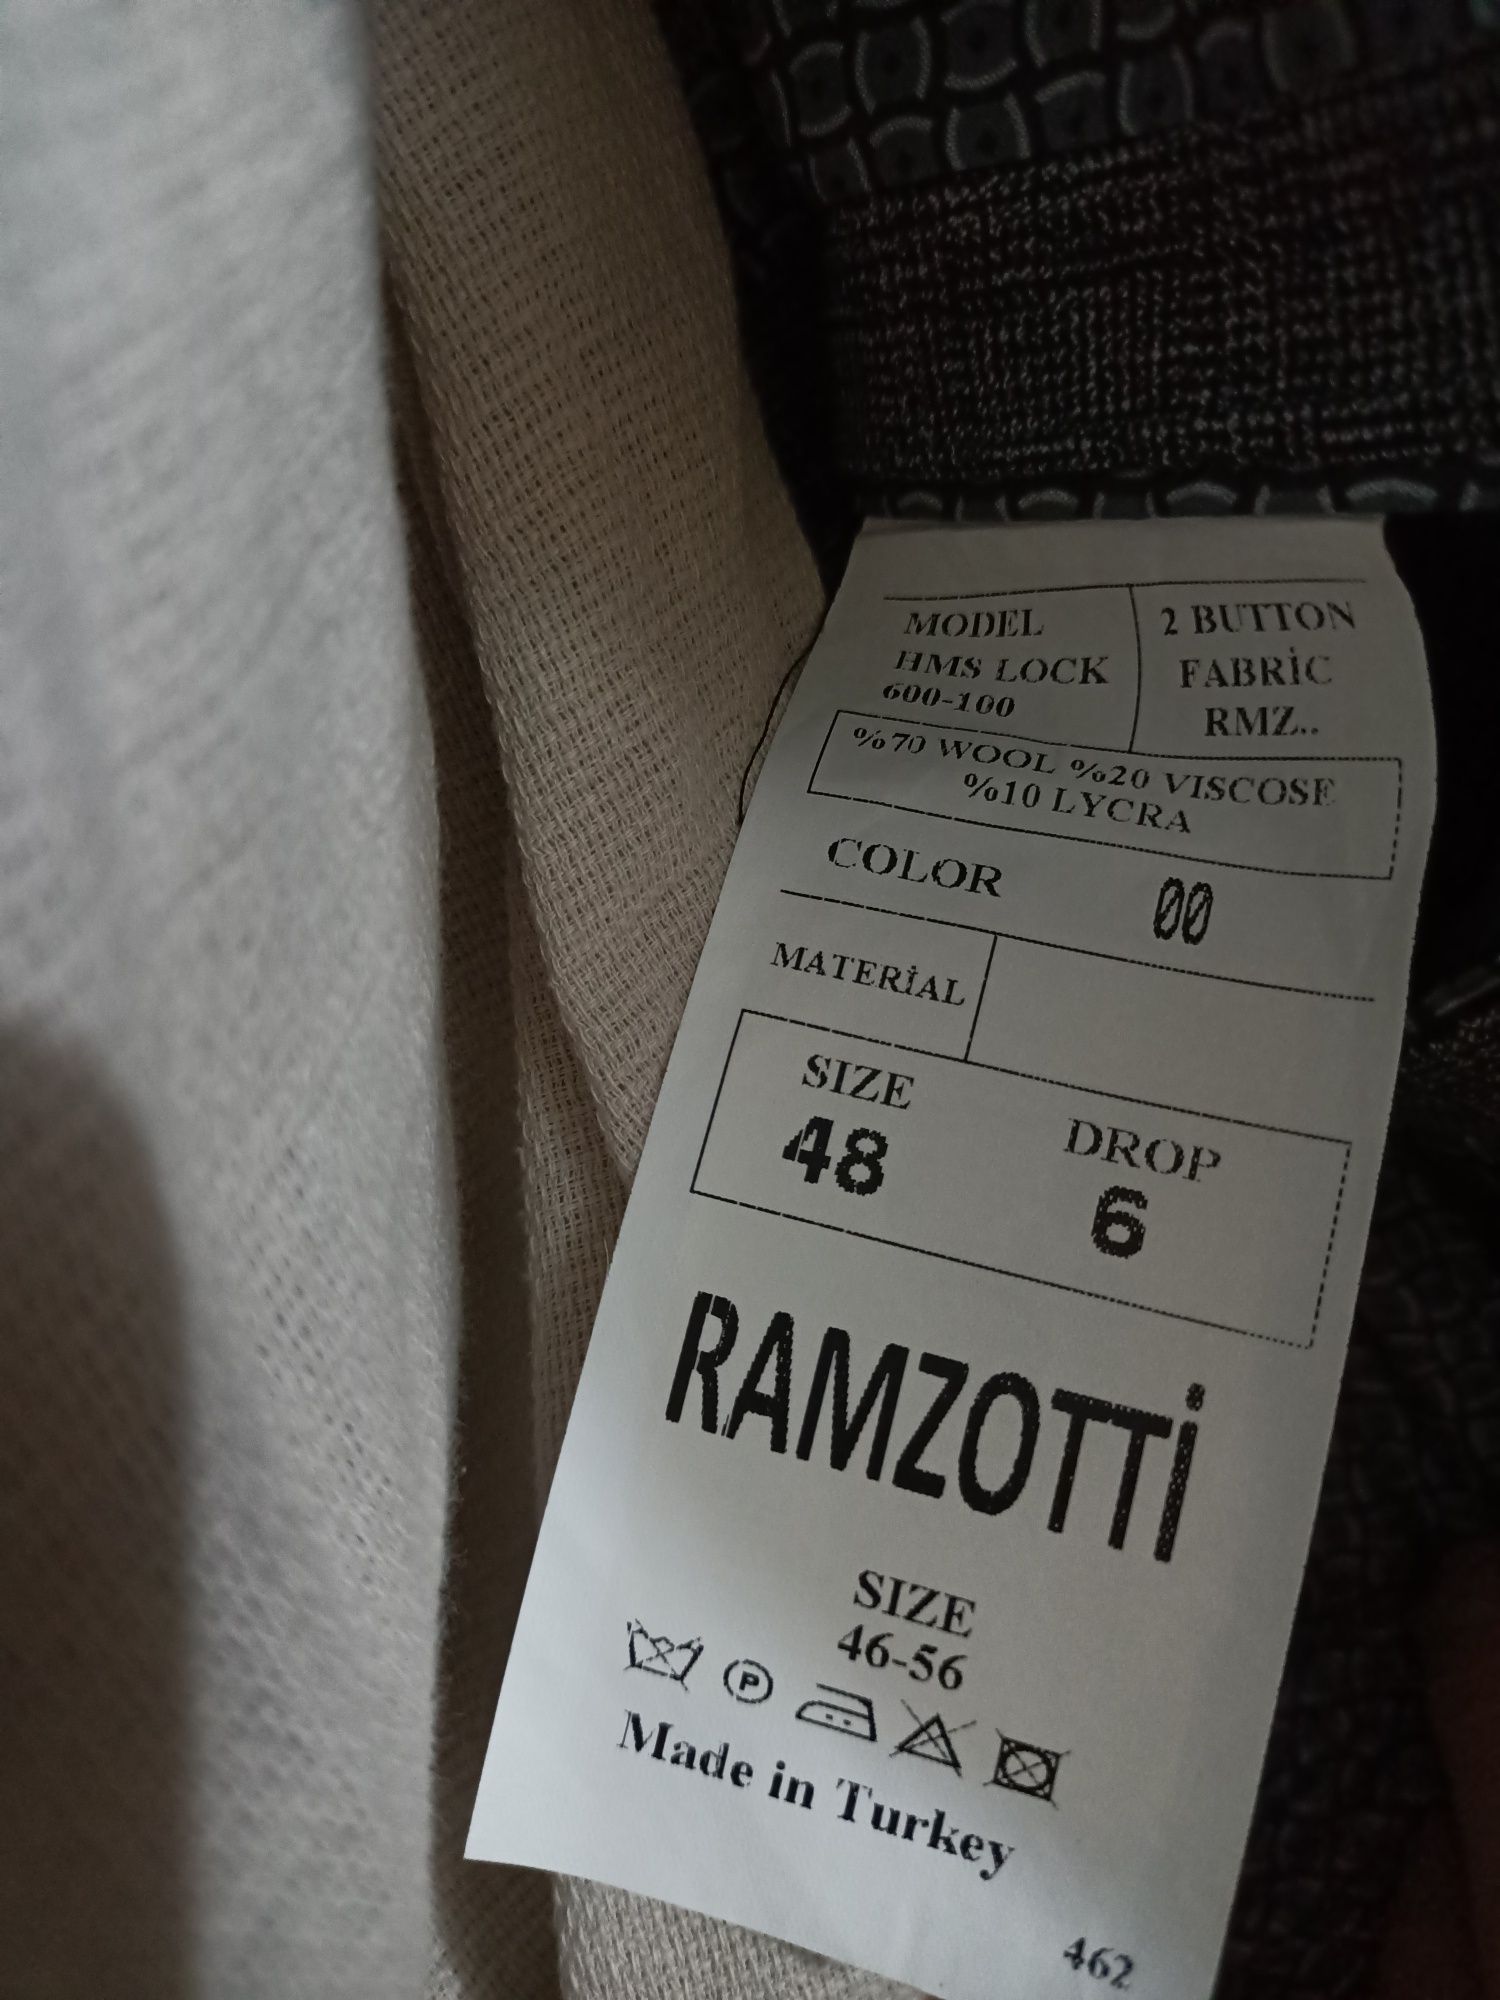 MODEL
HMS LOCK
600-100
2 BUTTON
FABRİC
RMZ..
%70 WOOL %20 VISCOSE
%10 LYCRA
COLOR 00
MATERİAL
SIZE DROP
48 6
RAMZOTTİ
SIZE
46-56
P
Made in Turkey
462